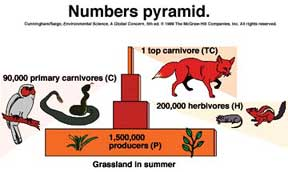 Numbers pyramid.
Cunningham/Saigo, Environmental Science, A Global Concern, 5th ed. © 1999 The McGraw-Hill Companies, Inc. All rights reserved.
1 top carnivore (TC)
90,000 primary carnivores (C)
200,000 herbivores (H)
1,500,000
producers (P)
Grassland in summer